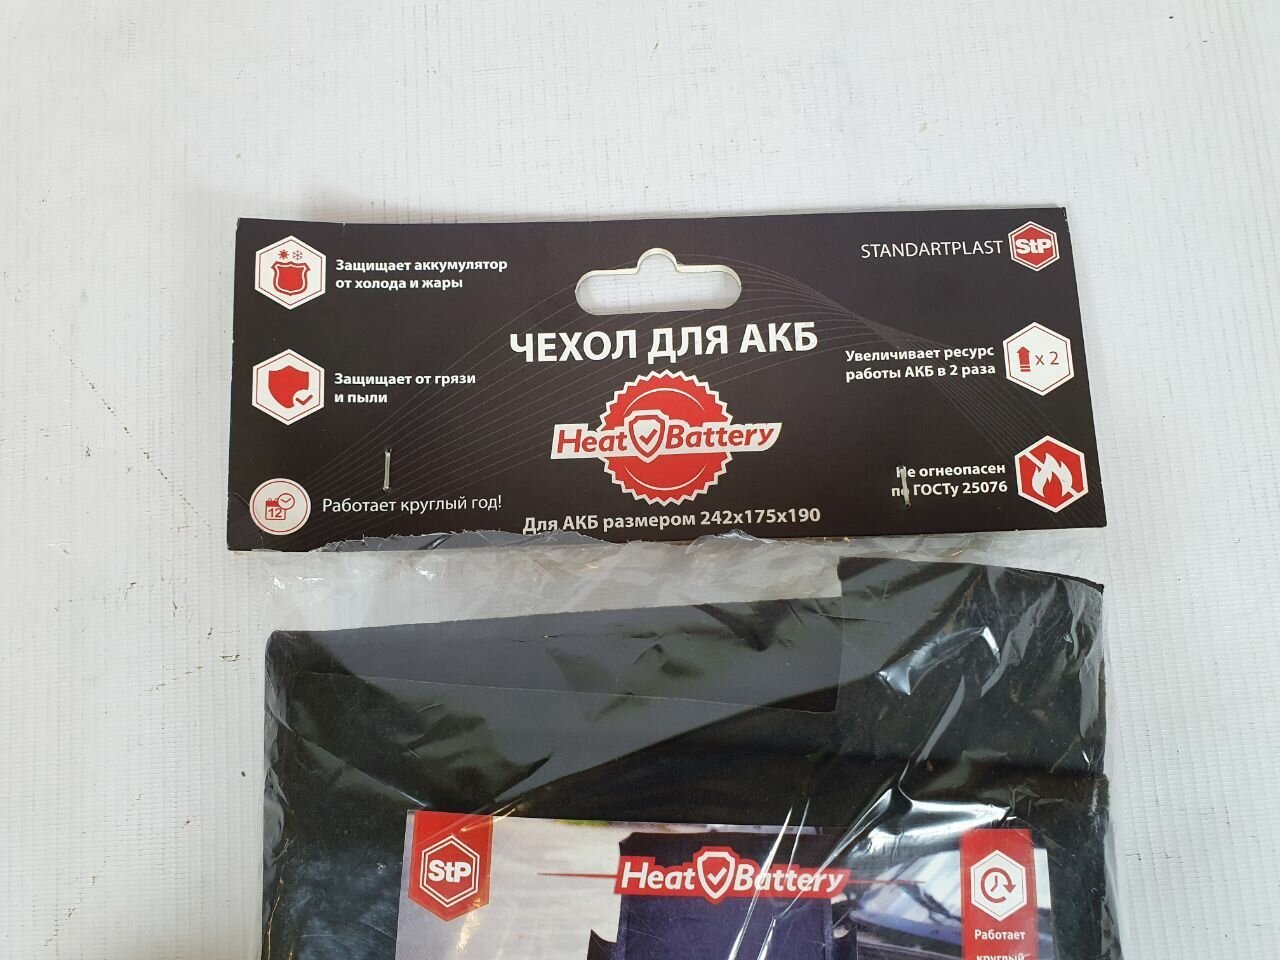 Защищает аккумулятор
от холода и жары
Защищает от грязи
и пыли
12
Работает круглый год!
ЧЕХОЛ ДЛЯ АКБ
Heat Battery
Для АКБ размером 242x175x190
STANDARTPLAST StP
Увеличивает ресурс
работы АКБ в 2 раза
x 2
Не огнеопасен
по ГОСТу 25076
StP
Heat Battery
Работает
круглый